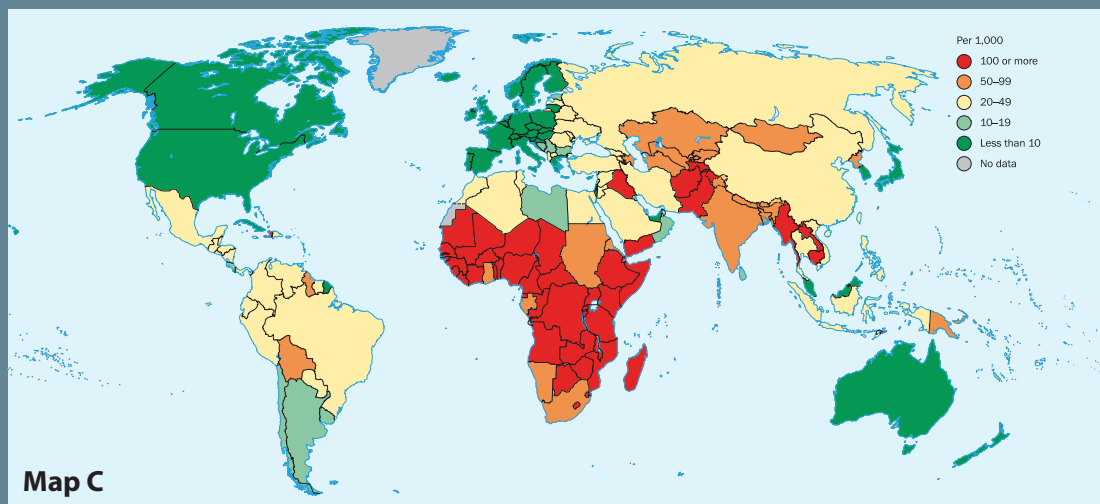 Per 1,000
100 or more
50–99
20–49
10–19
Less than 10
No data
Map C